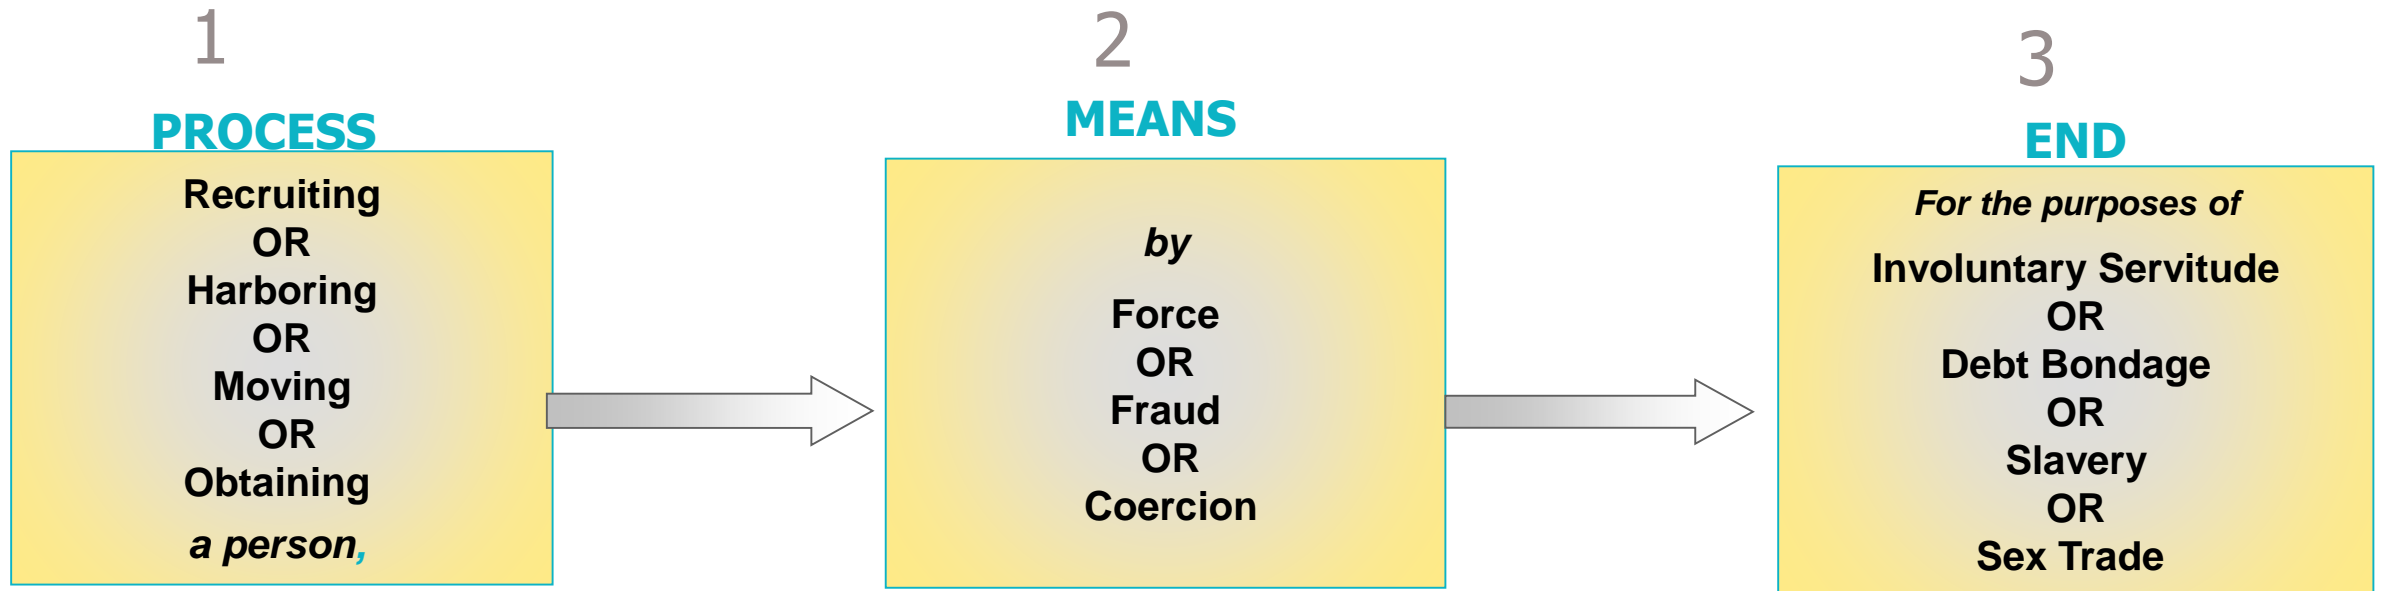 1
PROCESS
Recruiting
OR
Harboring
OR
Moving
OR
Obtaining
a person,
2
MEANS
by
Force
OR
Fraud
OR
Coercion
3
END
For the purposes of
Involuntary Servitude
OR
Debt Bondage
OR
Slavery
OR
Sex Trade